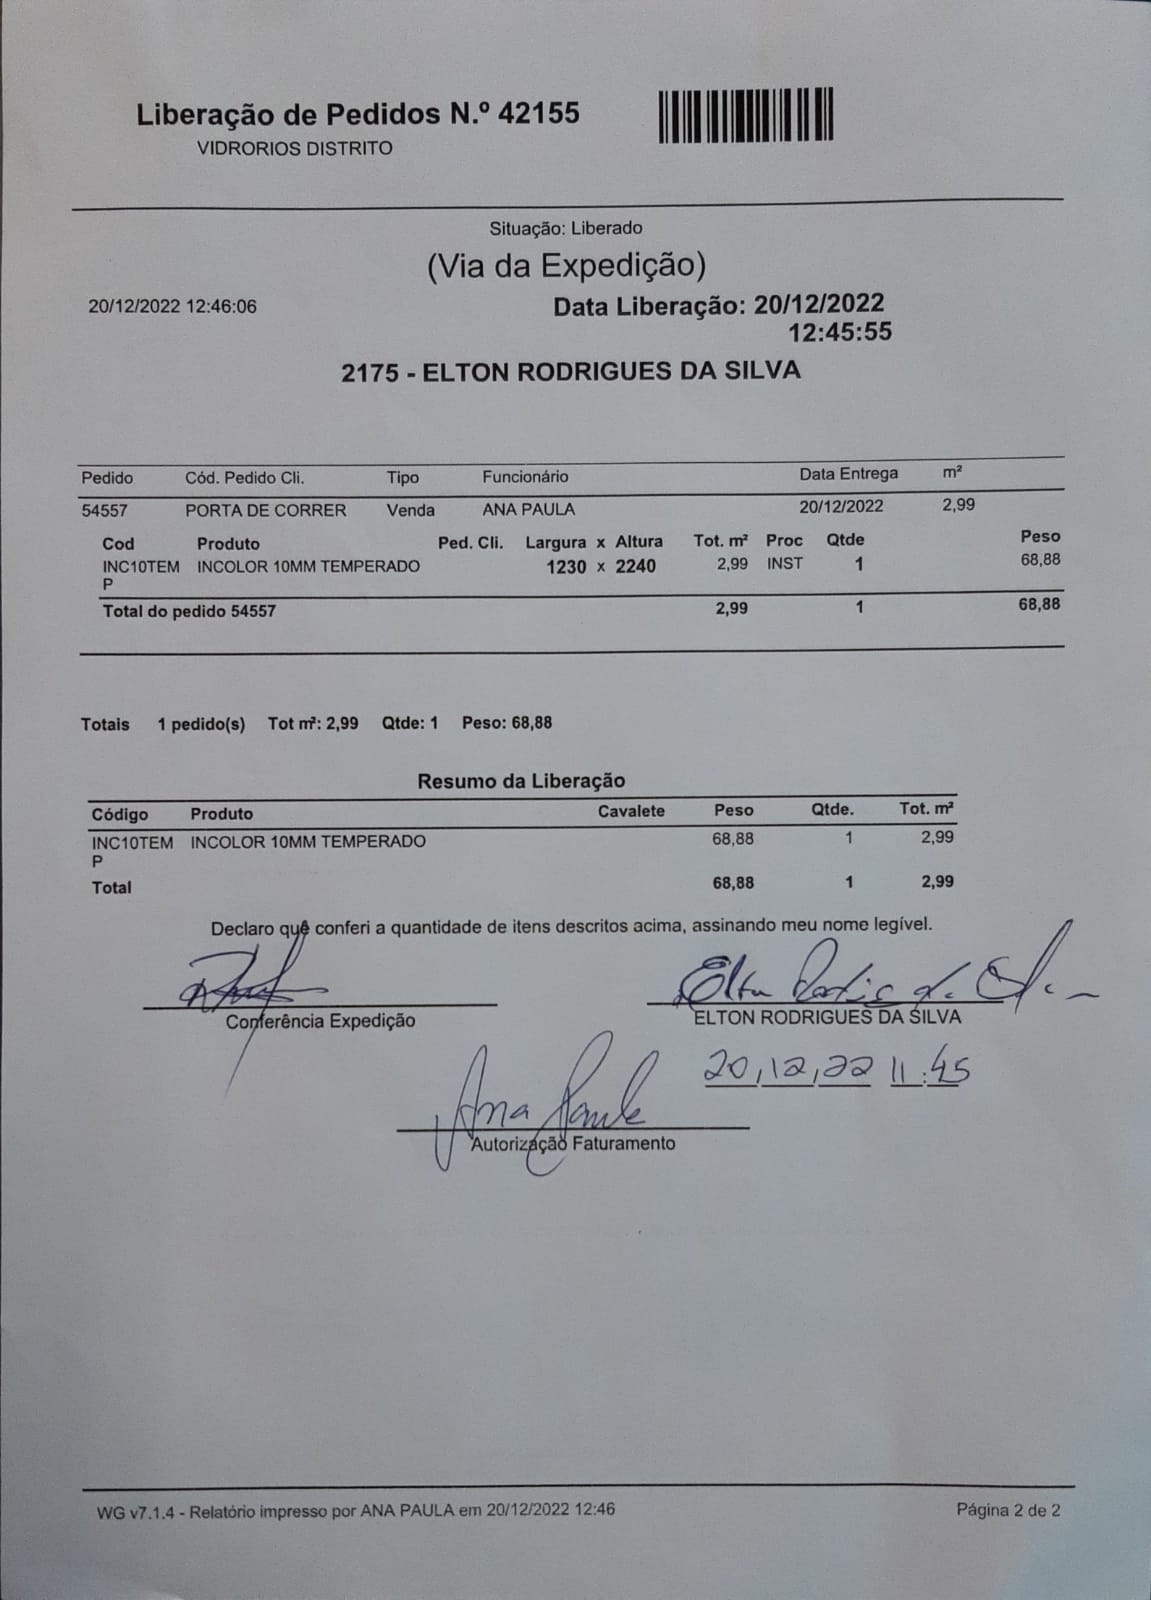 Liberação de Pedidos N.º 42155
VIDRORIOS DISTRITO
Situação: Liberado
(Via da Expedição)
20/12/2022 12:46:06 Data Liberação: 20/12/2022
12:45:55
2175 - ELTON RODRIGUES DA SILVA
Pedido Cód. Pedido Cli. Tipo Funcionário Data Entrega m²
54557 PORTA DE CORRER Venda ANA PAULA 20/12/2022 2,99
Cod Produto Ped. Cli. Largura x Altura Tot. m² Proc Qtde Peso
INC10TEM INCOLOR 10MM TEMPERADO 1230 x 2240 2,99 INST 1 68,88
P
Total do pedido 54557 2,99 1 68,88
Totais 1 pedido(s) Tot m²: 2,99 Qtde: 1 Peso: 68,88
Resumo da Liberação
Código Produto Cavalete Peso Qtde. Tot. m²
INC10TEM INCOLOR 10MM TEMPERADO 68,88 1 2,99
P
Total 68,88 1 2,99
Declaro que conferi a quantidade de itens descritos acima, assinando meu nome legível.
Conferência Expedição
ELTON RODRIGUES DA SILVA
20,12,22 11:45
Ana Paula
Autorização Faturamento
WG v7.1.4 - Relatório impresso por ANA PAULA em 20/12/2022 12:46 Página 2 de 2